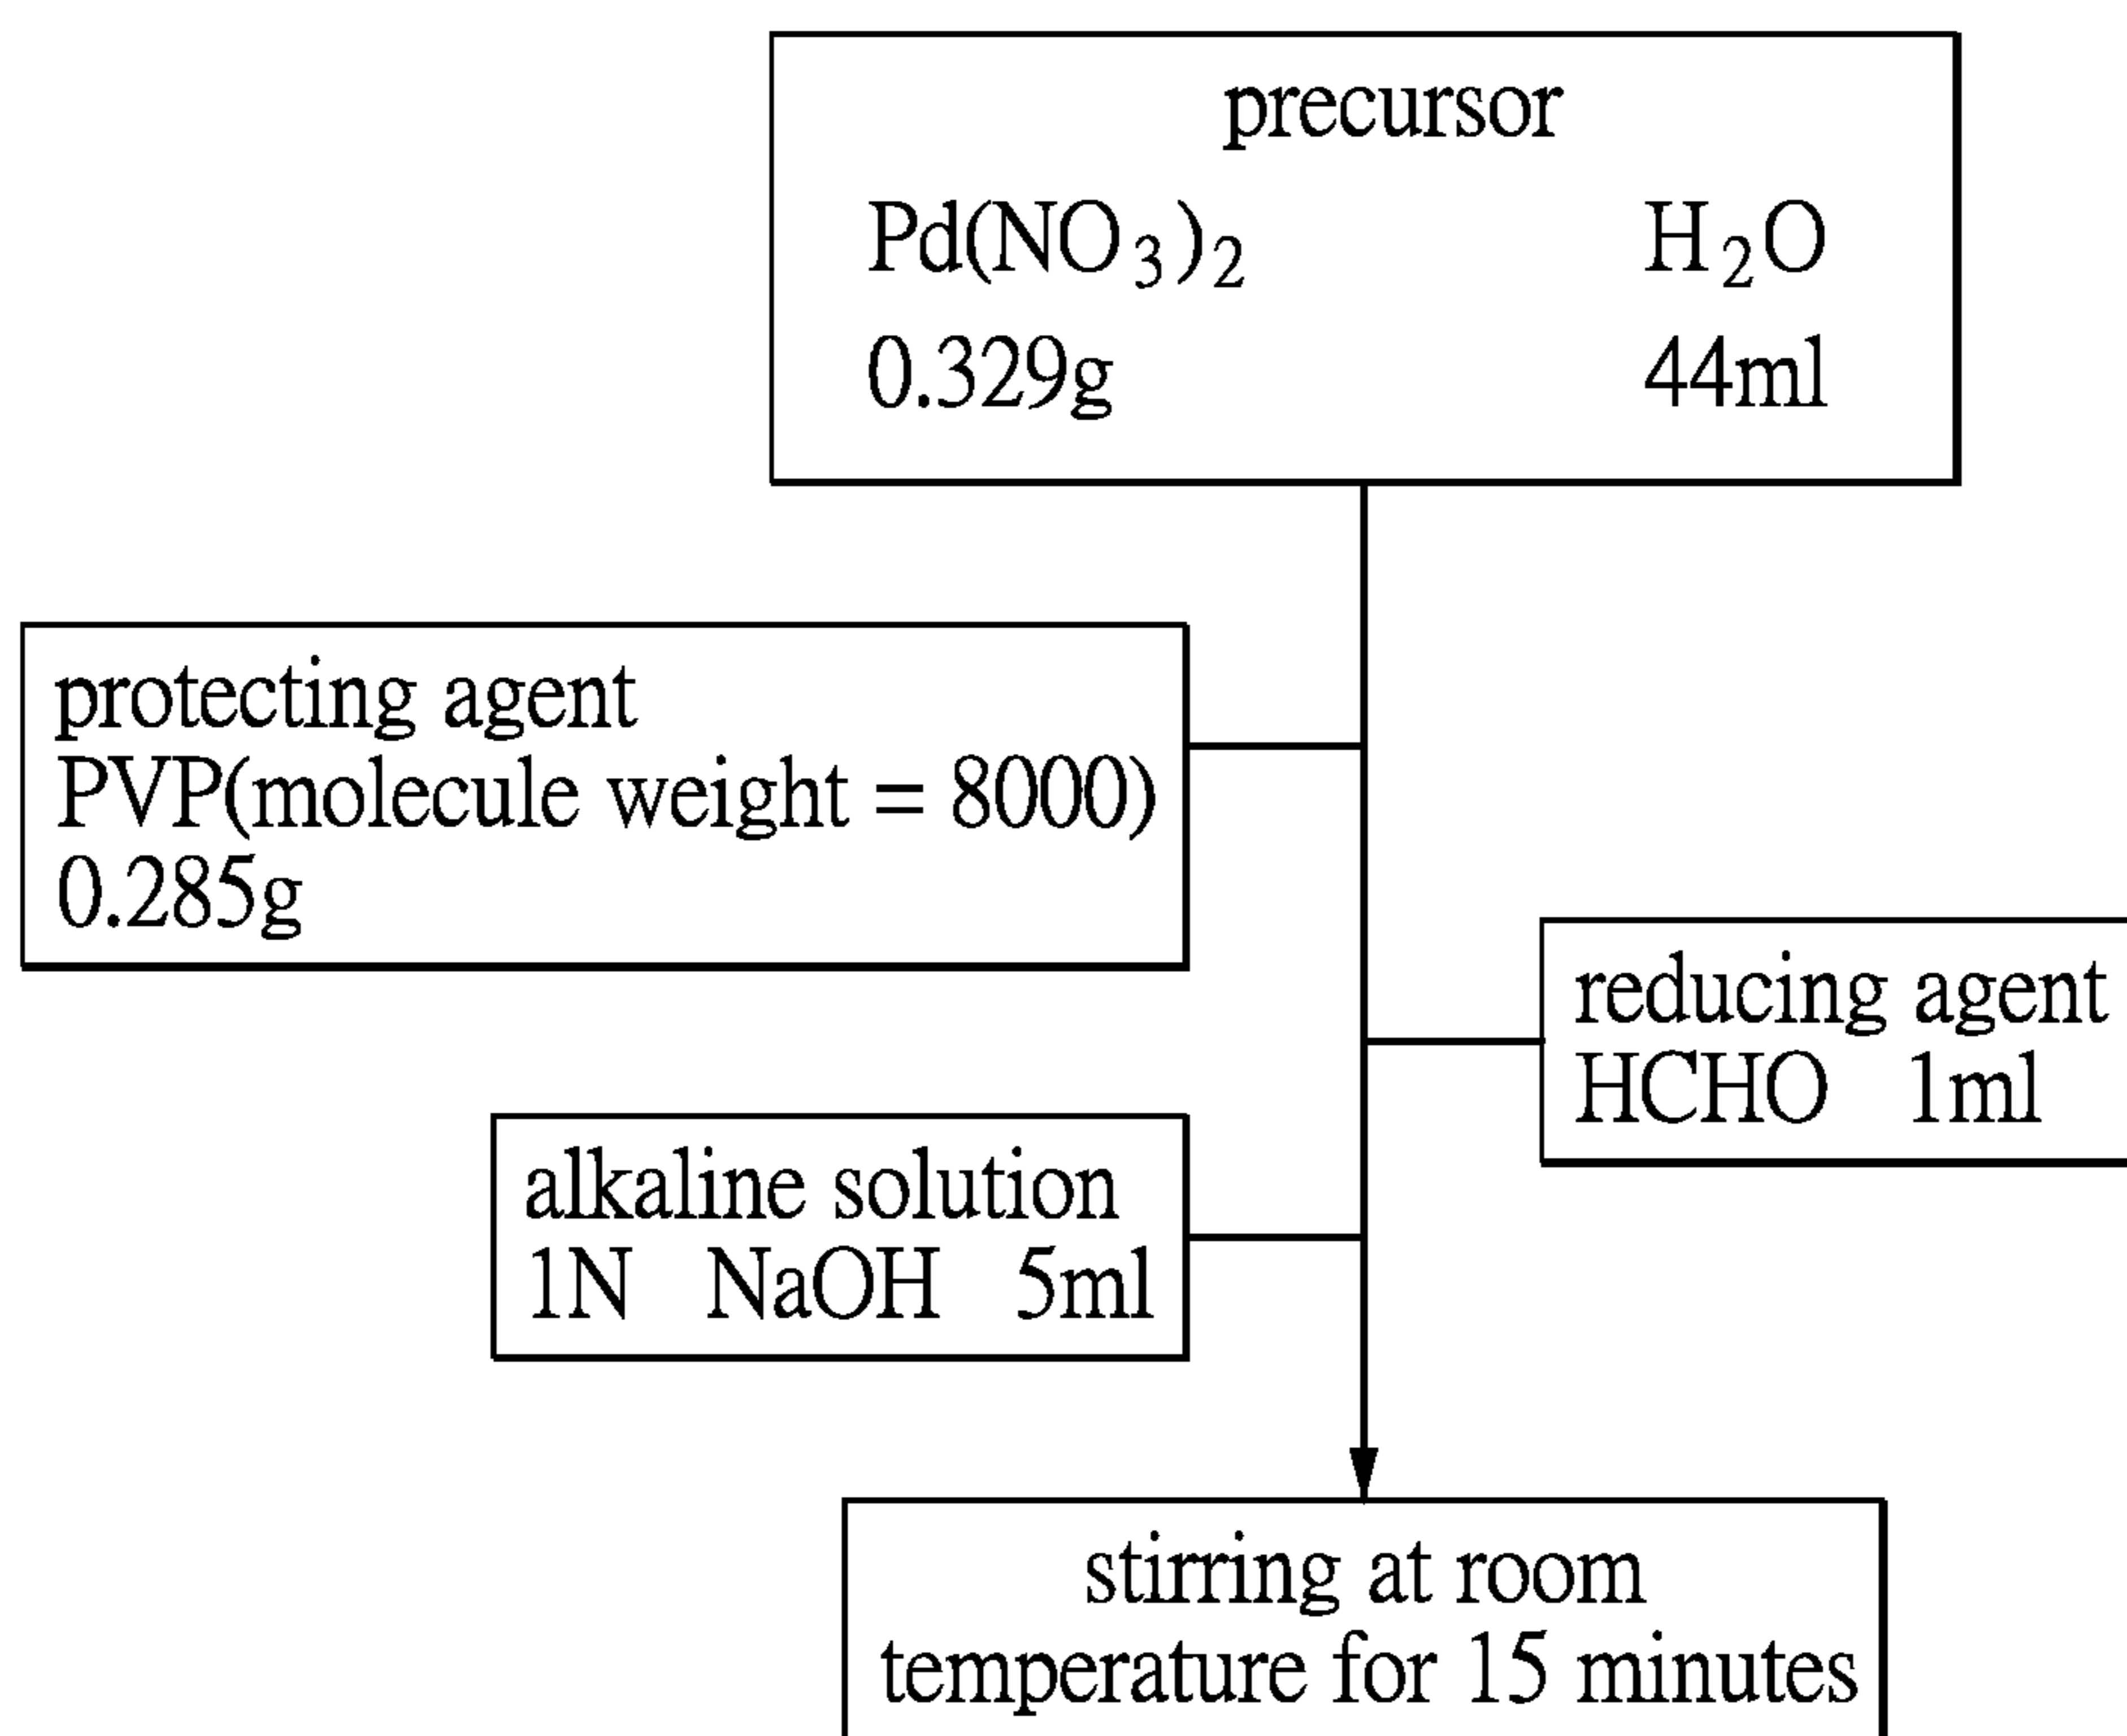 precursor
Pd(NO3)2 H2O
0.329g 44ml
protecting agent
PVP(molecule weight = 8000)
0.285g
reducing agent
HCHO 1ml
alkaline solution
1N NaOH 5ml
stirring at room
temperature for 15 minutes